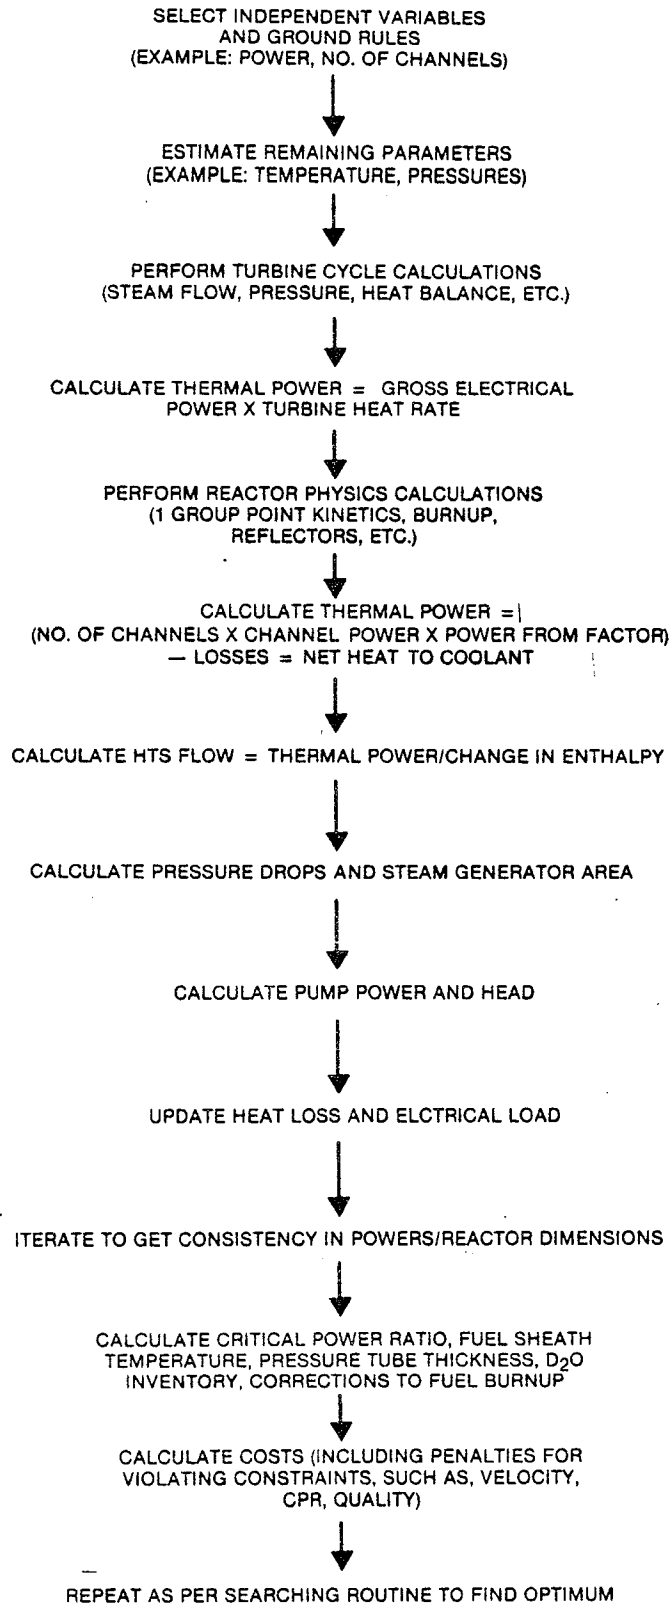 SELECT INDEPENDENT VARIABLES
AND GROUND RULES
(EXAMPLE: POWER, NO. OF CHANNELS)
ESTIMATE REMAINING PARAMETERS
(EXAMPLE: TEMPERATURE, PRESSURES)
PERFORM TURBINE CYCLE CALCULATIONS
(STEAM FLOW, PRESSURE, HEAT BALANCE, ETC.)
CALCULATE THERMAL POWER = GROSS ELECTRICAL
POWER X TURBINE HEAT RATE
PERFORM REACTOR PHYSICS CALCULATIONS
(1 GROUP POINT KINETICS, BURNUP,
REFLECTORS, ETC.)
CALCULATE THERMAL POWER =
(NO. OF CHANNELS X CHANNEL POWER X POWER FROM FACTOR)
— LOSSES = NET HEAT TO COOLANT
CALCULATE HTS FLOW = THERMAL POWER/CHANGE IN ENTHALPY
CALCULATE PRESSURE DROPS AND STEAM GENERATOR AREA
CALCULATE PUMP POWER AND HEAD
UPDATE HEAT LOSS AND ELCTRICAL LOAD
ITERATE TO GET CONSISTENCY IN POWERS/REACTOR DIMENSIONS
CALCULATE CRITICAL POWER RATIO, FUEL SHEATH
TEMPERATURE, PRESSURE TUBE THICKNESS, D₂O
INVENTORY, CORRECTIONS TO FUEL BURNUP
CALCULATE COSTS (INCLUDING PENALTIES FOR
VIOLATING CONSTRAINTS, SUCH AS, VELOCITY,
CPR, QUALITY)
REPEAT AS PER SEARCHING ROUTINE TO FIND OPTIMUM